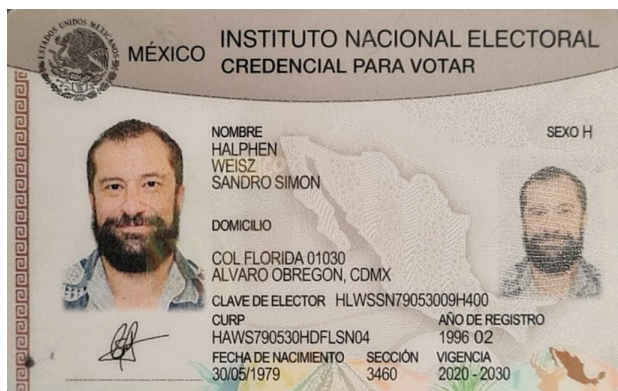 ESTADOS UNIDOS MEXICANOS
MÉXICO INSTITUTO NACIONAL ELECTORAL
CREDENCIAL PARA VOTAR
NOMBRE SEXO H
HALPHEN
WEISZ
SANDRO SIMON
DOMICILIO
COL FLORIDA 01030
ALVARO OBREGON, CDMX
CLAVE DE ELECTOR HLWSSN79053009H400
CURP AÑO DE REGISTRO
HAWS790530HDFLSN04 1996 02
FECHA DE NACIMIENTO SECCIÓN VIGENCIA
30/05/1979 3460 2020 - 2030